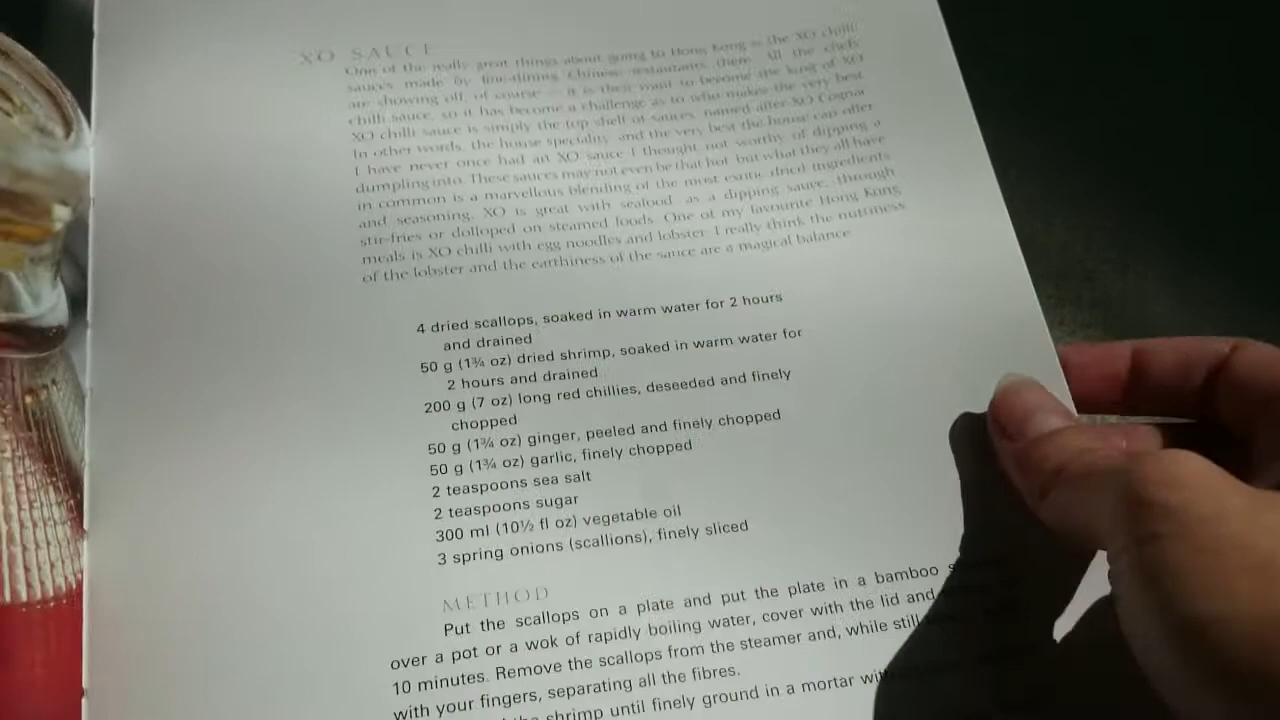 XO SAUCE
One of the really great things about going to Hong Kong is the XO chilli
sauces made by fine-dining Chinese restaurants there. All the chefs
are showing off, of course – it is their want to become the king of XO
chilli sauce, so it has become a challenge as to who makes the very best.
XO chilli sauce is simply the top shelf of sauces, named after XO Cognac.
In other words, the house speciality and the very best the house can offer.
I have never once had an XO sauce I thought not worthy of dipping a
dumpling into. These sauces may not even be that hot, but what they all have
in common is a marvellous blending of the most exotic dried ingredients
and seasoning. XO is great with seafood, as a dipping sauce, through
stir-fries or dolloped on steamed foods. One of my favourite Hong Kong
meals is XO chilli with egg noodles and lobster. I really think the nuttiness
of the lobster and the earthiness of the sauce are a magical balance.
4 dried scallops, soaked in warm water for 2 hours
and drained
50 g (1¾ oz) dried shrimp, soaked in warm water for
2 hours and drained
200 g (7 oz) long red chillies, deseeded and finely
chopped
50 g (1¾ oz) ginger, peeled and finely chopped
50 g (1¾ oz) garlic, finely chopped
2 teaspoons sea salt
2 teaspoons sugar
300 ml (10½ fl oz) vegetable oil
3 spring onions (scallions), finely sliced
METHOD
Put the scallops on a plate and put the plate in a bamboo
over a pot or a wok of rapidly boiling water, cover with the lid and
10 minutes. Remove the scallops from the steamer and, while still
with your fingers, separating all the fibres.
the shrimp until finely ground in a mortar with